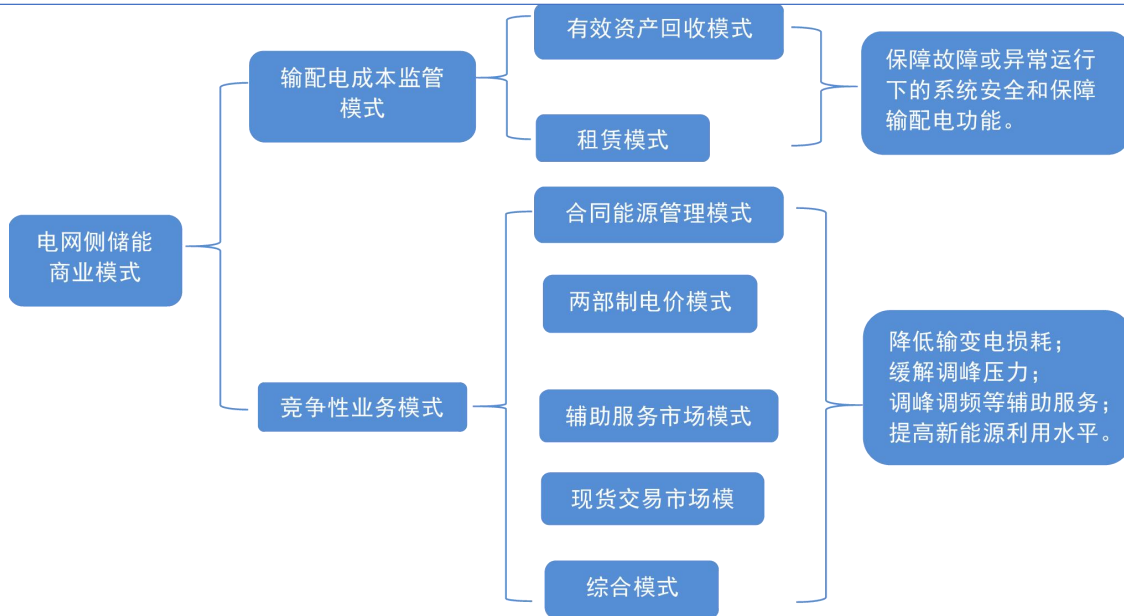 有效资产回收模式
输配电成本监管
模式
租赁模式
保障故障或异常运行
下的系统安全和保障
输配电功能。
电网侧储能
商业模式
合同能源管理模式
两部制电价模式
竞争性业务模式
辅助服务市场模式
现货交易市场模
综合模式
降低输变电损耗;
缓解调峰压力;
调峰调频等辅助服务;
提高新能源利用水平。